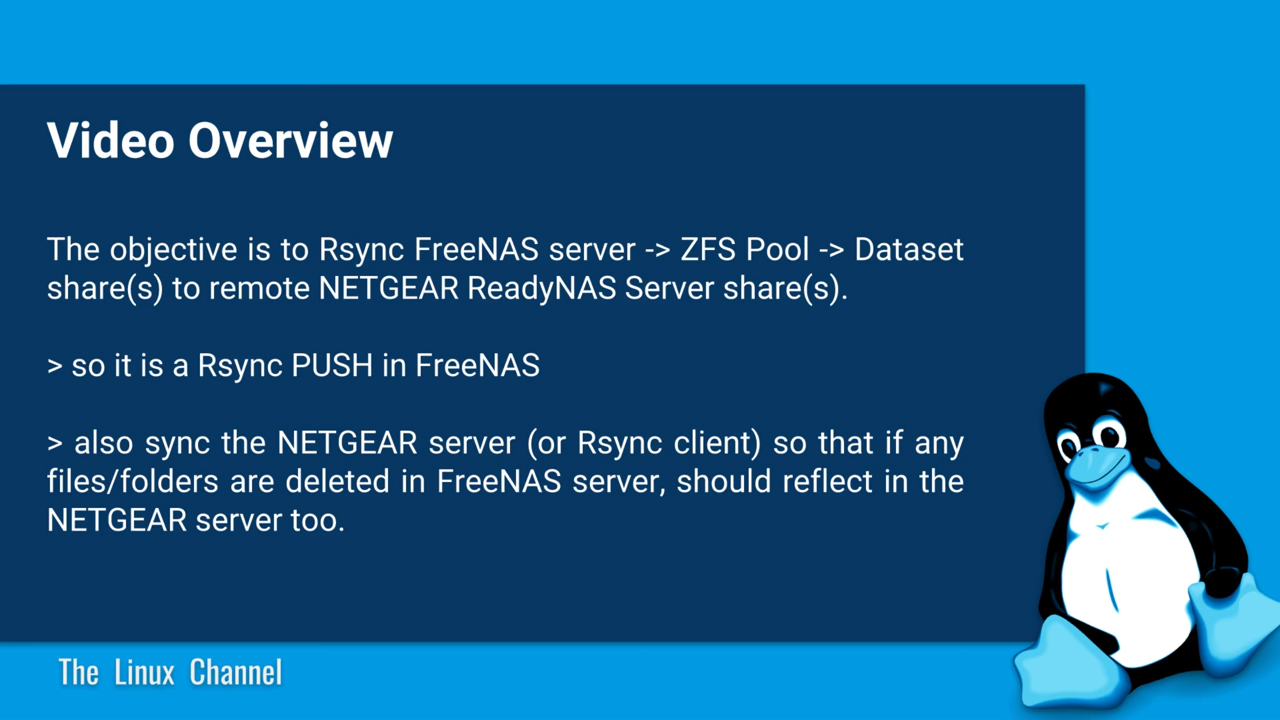 Video Overview
The objective is to Rsync FreeNAS server -> ZFS Pool -> Dataset
share(s) to remote NETGEAR ReadyNAS Server share(s).
> so it is a Rsync PUSH in FreeNAS
> also sync the NETGEAR server (or Rsync client) so that if any
files/folders are deleted in FreeNAS server, should reflect in the
NETGEAR server too.
The Linux Channel